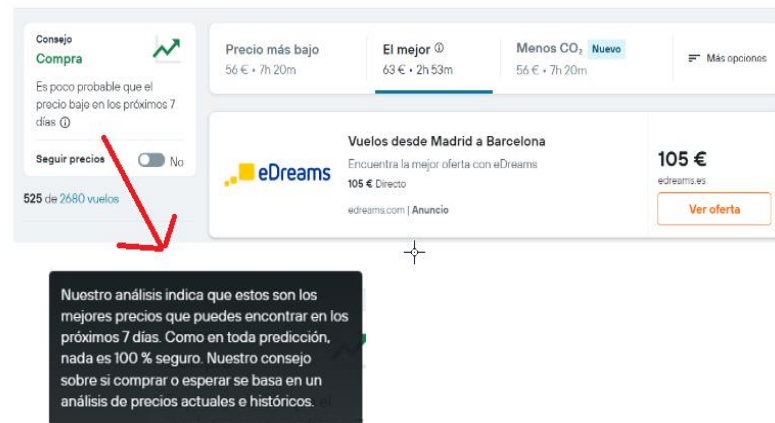 Consejo
Compra
Es poco probable que el
precio baje en los próximos 7
días
Seguir precios No
525 de 2680 vuelos
Precio más bajo
56 € • 7h 20m
El mejor
63 € • 2h 53m
Menos CO₂ Nuevo
56 € • 7h 20m
Más opciones
eDreams
Vuelos desde Madrid a Barcelona
Encuentra la mejor oferta con eDreams
105 € Directo
edreams.com | Anuncio
105 €
edreams.es
Ver oferta
Nuestro análisis indica que estos son los
mejores precios que puedes encontrar en los
próximos 7 días. Como en toda predicción,
nada es 100 % seguro. Nuestro consejo
sobre si comprar o esperar se basa en un
análisis de precios actuales e históricos.